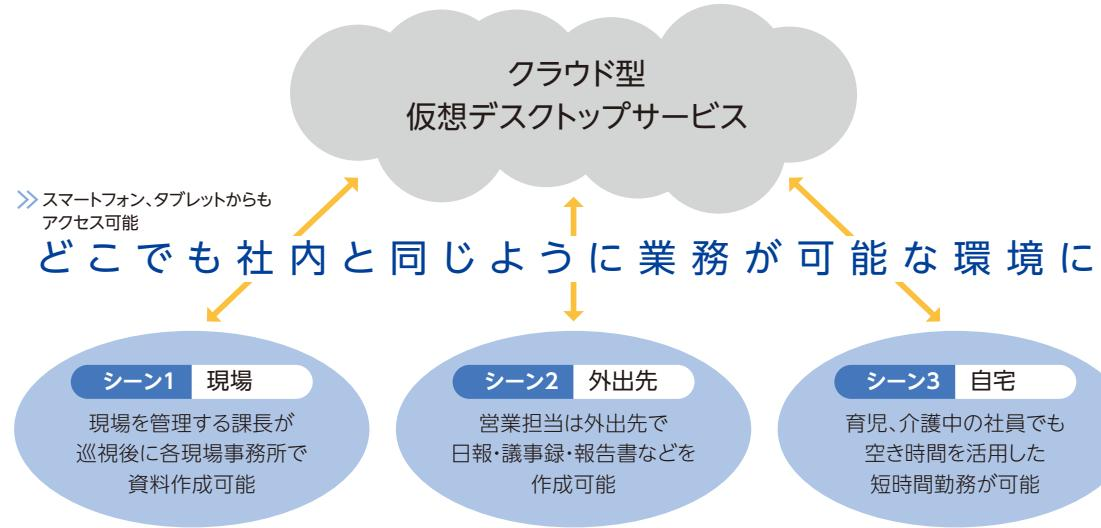 クラウド型
仮想デスクトップサービス
スマートフォン、タブレットからも
アクセス可能
どこでも社内と同じように業務が可能な環境に
シーン1 現場
現場を管理する課長が
巡視後に各現場事務所で
資料作成可能
シーン2 外出先
営業担当は外出先で
日報・議事録・報告書などを
作成可能
シーン3 自宅
育児、介護中の社員でも
空き時間を活用した
短時間勤務が可能